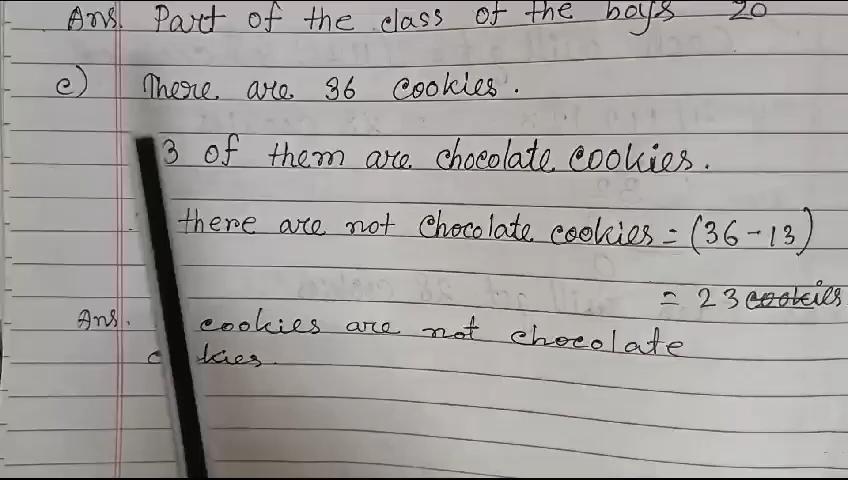 Ans. Part of the class of the boys 20
c) There are 36 cookies.
3 of them are chocolate cookies.
there are not chocolate cookies = (36-13)
= 23 cookies
Ans. cookies are not chocolate
kies